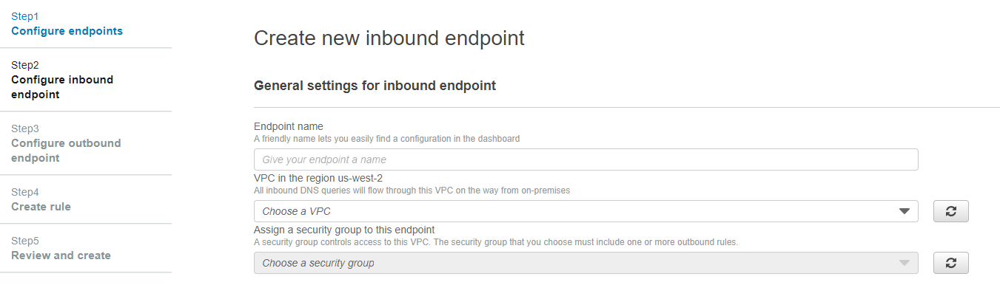 Step1
Configure endpoints
Step2
Configure inbound
endpoint
Step3
Configure outbound
endpoint
Step4
Create rule
Step5
Review and create
Create new inbound endpoint
General settings for inbound endpoint
Endpoint name
A friendly name lets you easily find a configuration in the dashboard
Give your endpoint a name
VPC in the region us-west-2
All inbound DNS queries will flow through this VPC on the way from on-premises
Choose a VPC
Assign a security group to this endpoint
A security group controls access to this VPC. The security group that you choose must include one or more outbound rules.
Choose a security group